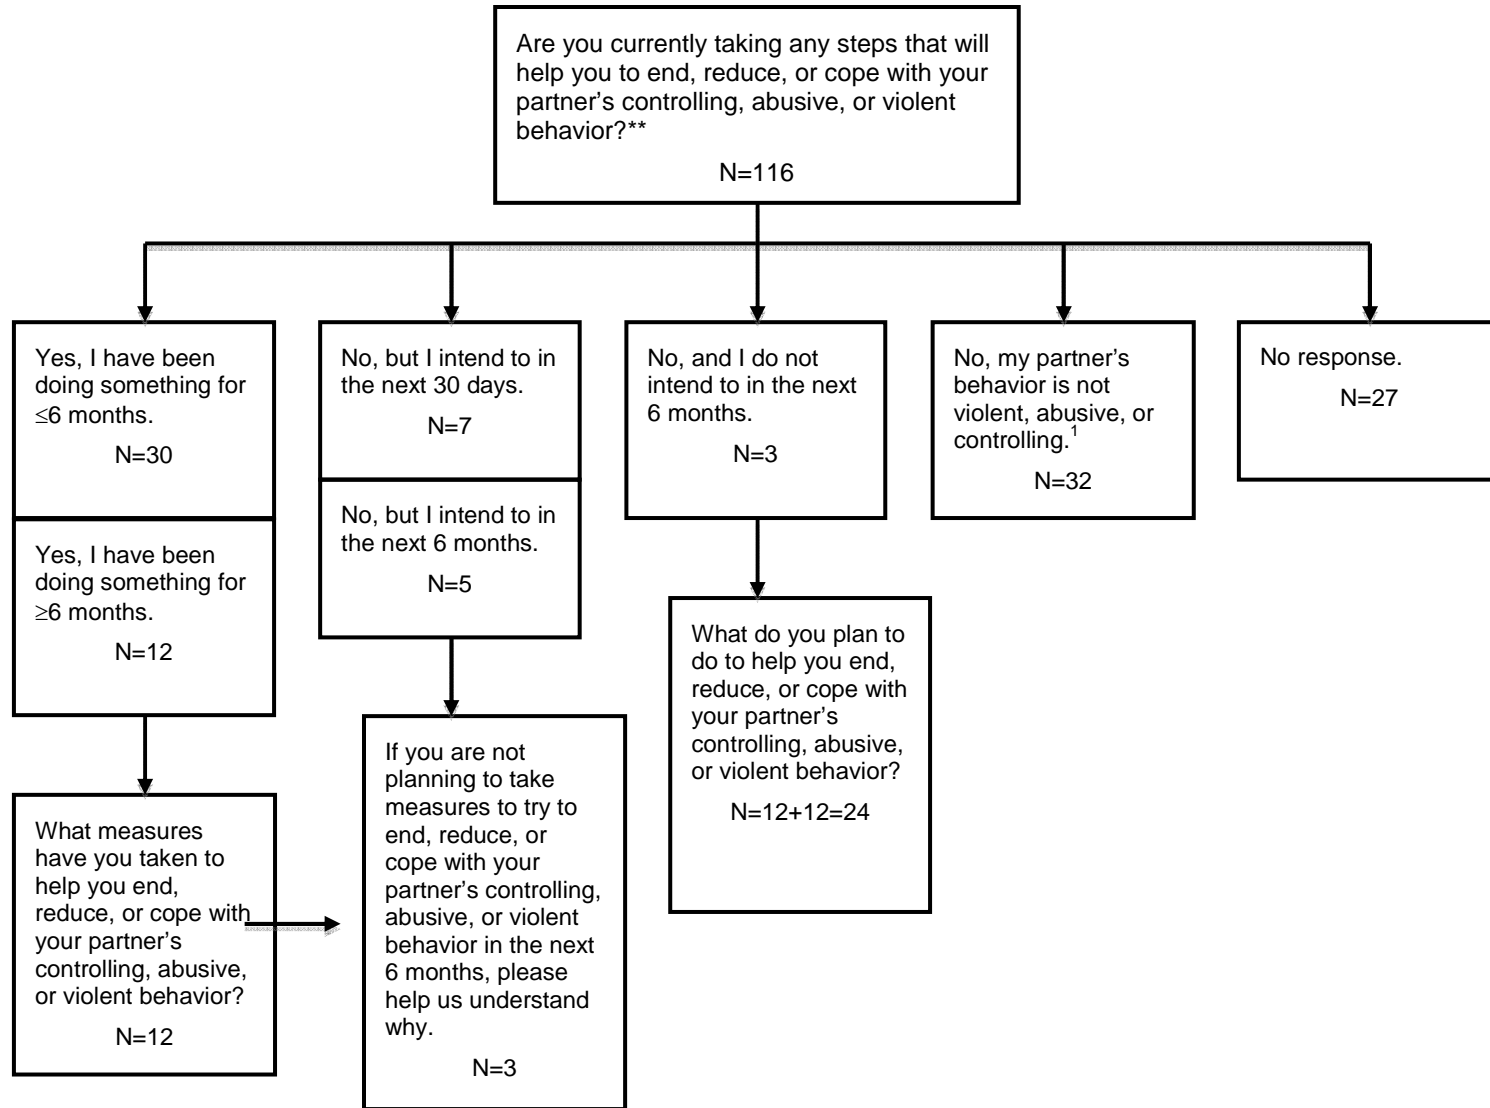 Are you currently taking any steps that will
help you to end, reduce, or cope with your
partner’s controlling, abusive, or violent
behavior?**
N=116
Yes, I have been
doing something for
≤6 months.
N=30
Yes, I have been
doing something for
≥6 months.
N=12
What measures
have you taken to
help you end,
reduce, or cope with
your partner’s
controlling, abusive,
or violent behavior?
N=12
No, but I intend to in
the next 30 days.
N=7
No, but I intend to in
the next 6 months.
N=5
If you are not
planning to take
measures to try to
end, reduce, or
cope with your
partner’s controlling,
abusive, or violent
behavior in the next
6 months, please
help us understand
why.
N=3
No, and I do not
intend to in the next
6 months.
N=3
What do you plan to
do to help you end,
reduce, or cope with
your partner’s
controlling, abusive,
or violent behavior?
N=12+12=24
No, my partner’s
behavior is not
violent, abusive, or
controlling.1
N=32
No response.
N=27